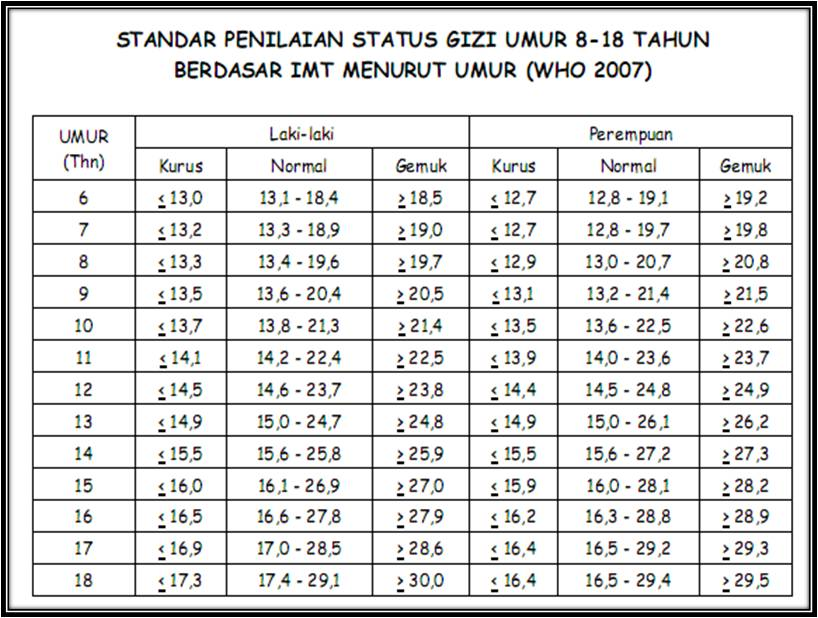 STANDAR PENILAIAN STATUS GIZI UMUR 8-18 TAHUN
BERDASAR IMT MENURUT UMUR (WHO 2007)
UMUR (Thn) Laki-laki Perempuan
Kurus Normal Gemuk Kurus Normal Gemuk
6 ≤ 13,0 13,1 - 18,4 ≥ 18,5 ≤ 12,7 12,8 - 19,1 ≥ 19,2
7 ≤ 13,2 13,3 - 18,9 ≥ 19,0 ≤ 12,7 12,8 - 19,7 ≥ 19,8
8 ≤ 13,3 13,4 - 19,6 ≥ 19,7 ≤ 12,9 13,0 - 20,7 ≥ 20,8
9 ≤ 13,5 13,6 - 20,4 ≥ 20,5 ≤ 13,1 13,2 - 21,4 ≥ 21,5
10 ≤ 13,7 13,8 - 21,3 ≥ 21,4 ≤ 13,5 13,6 - 22,5 ≥ 22,6
11 ≤ 14,1 14,2 - 22,4 ≥ 22,5 ≤ 13,9 14,0 - 23,6 ≥ 23,7
12 ≤ 14,5 14,6 - 23,7 ≥ 23,8 ≤ 14,4 14,5 - 24,8 ≥ 24,9
13 ≤ 14,9 15,0 - 24,7 ≥ 24,8 ≤ 14,9 15,0 - 26,1 ≥ 26,2
14 ≤ 15,5 15,6 - 25,8 ≥ 25,9 ≤ 15,5 15,6 - 27,2 ≥ 27,3
15 ≤ 16,0 16,1 - 26,9 ≥ 27,0 ≤ 15,9 16,0 - 28,1 ≥ 28,2
16 ≤ 16,5 16,6 - 27,8 ≥ 27,9 ≤ 16,2 16,3 - 28,8 ≥ 28,9
17 ≤ 16,9 17,0 - 28,5 ≥ 28,6 ≤ 16,4 16,5 - 29,2 ≥ 29,3
18 ≤ 17,3 17,4 - 29,1 ≥ 30,0 ≤ 16,4 16,5 - 29,4 ≥ 29,5